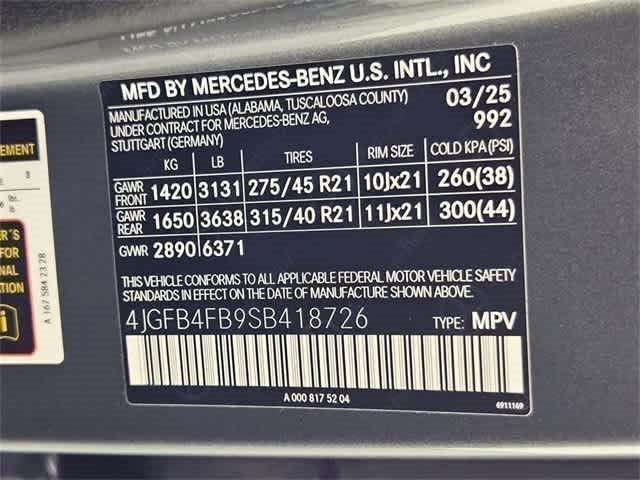 MFD BY MERCEDES-BENZ U.S. INTL., INC
MANUFACTURED IN USA (ALABAMA, TUSCALOOSA COUNTY) 03/25
UNDER CONTRACT FOR MERCEDES-BENZ AG, 992
STUTTGART (GERMANY)
KG LB TIRES RIM SIZE COLD KPA(PSI)
GAWR FRONT 1420 3131 275/45 R21 10Jx21 260(38)
GAWR REAR 1650 3638 315/40 R21 11Jx21 300(44)
GVWR 2890 6371
THIS VEHICLE CONFORMS TO ALL APPLICABLE FEDERAL MOTOR VEHICLE SAFETY
STANDARDS IN EFFECT ON THE DATE OF MANUFACTURE SHOWN ABOVE.
4JGFB4FB9SB418726 TYPE: MPV
A 000 817 52 04 6911169
EMENT
R'S
FOR
NAL
ATION
A 167 584 23 28